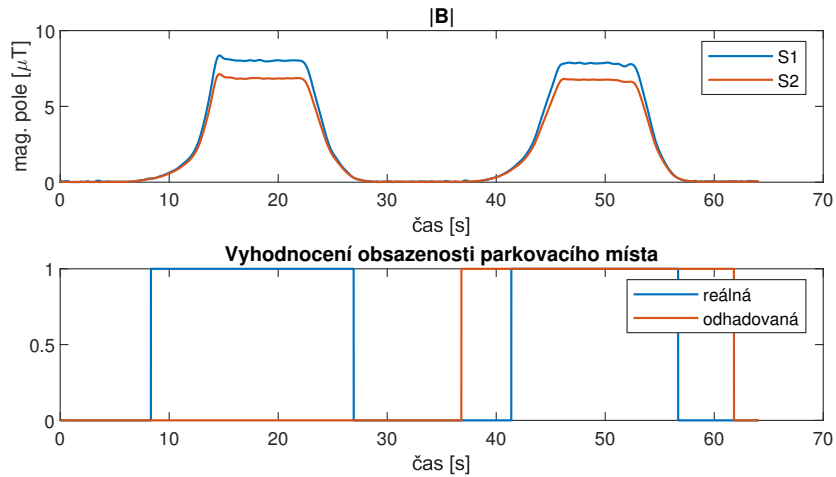 |B|
10
5
0
mag. pole [μT]
S1
S2
0 10 20 30 40 50 60 70
čas [s]
Vyhodnocení obsazenosti parkovacího místa
1
0.5
0
reálná
odhadovaná
0 10 20 30 40 50 60 70
čas [s]